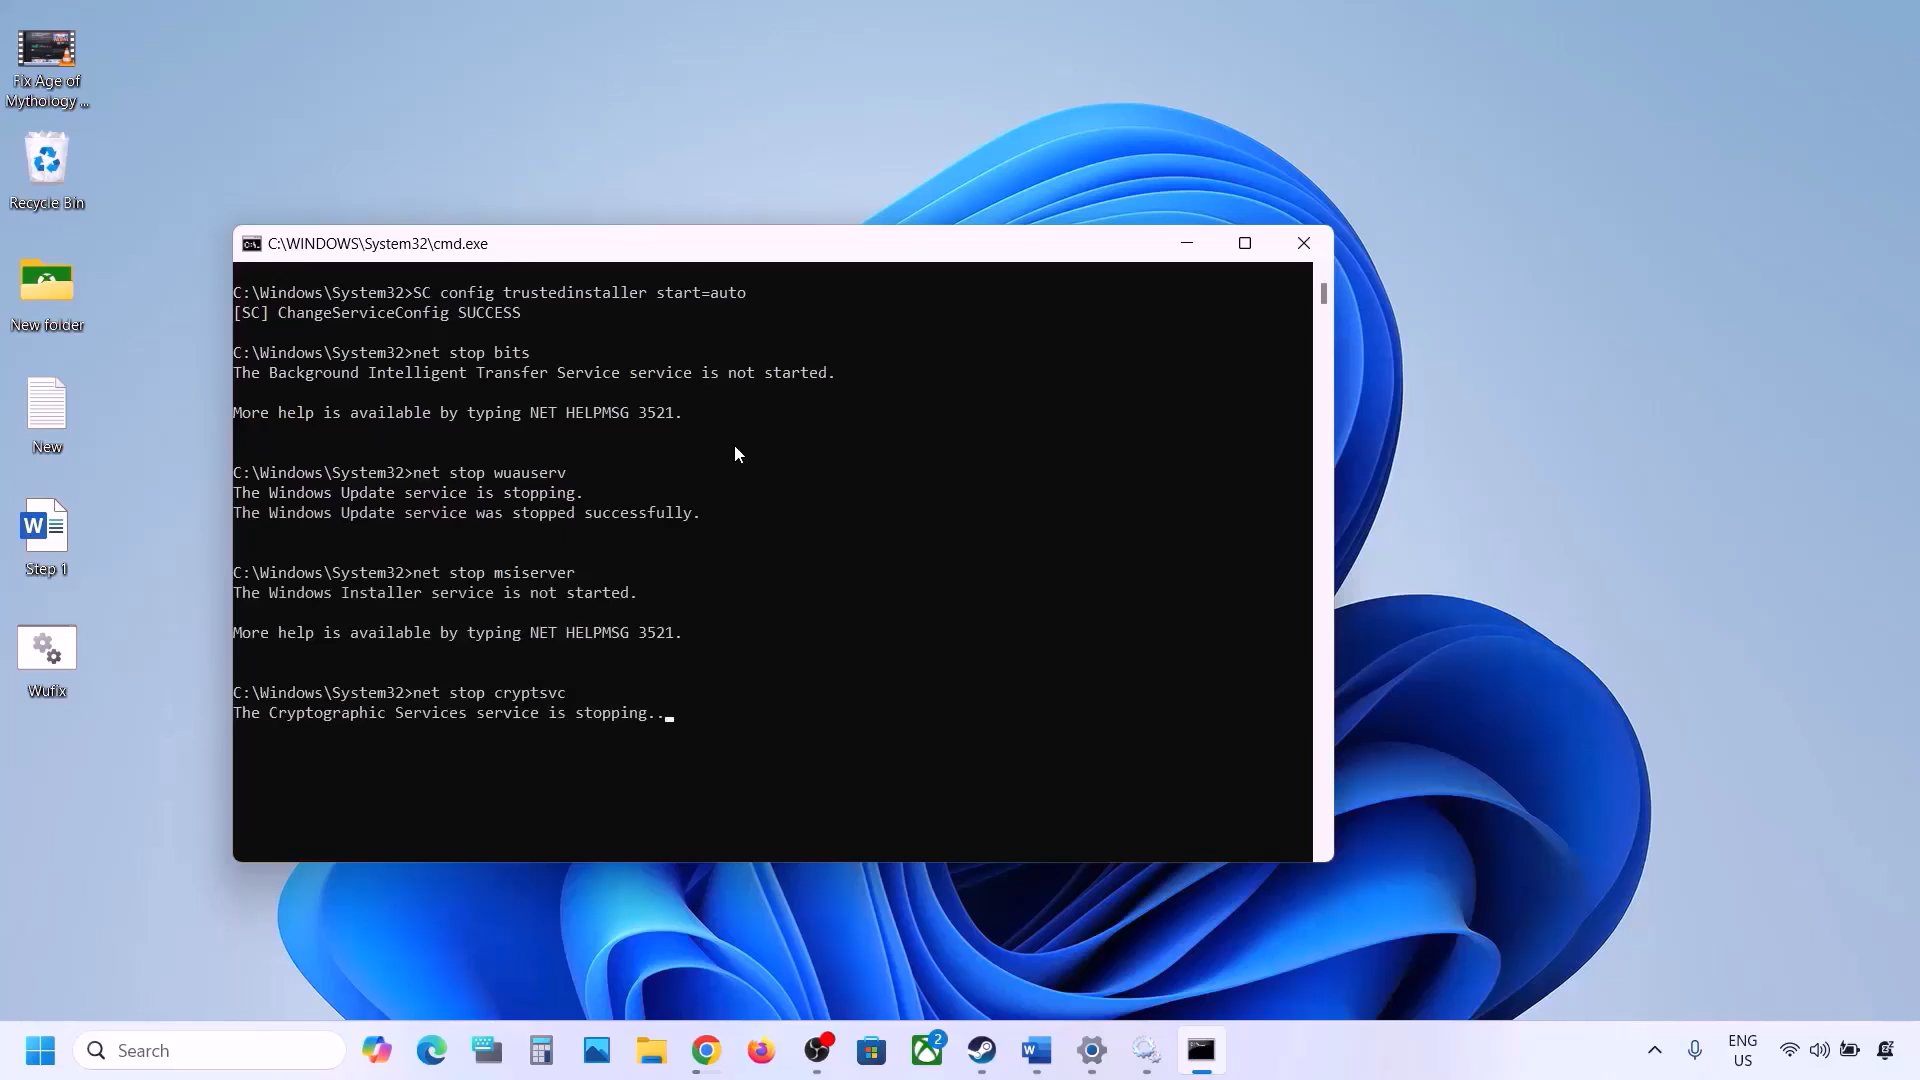 Fix Age of
Mythology ...
Recycle Bin
New folder
New
Step 1
Wufix
C:\WINDOWS\System32\cmd.exe
C:\Windows\System32>SC config trustedinstaller start=auto
[SC] ChangeServiceConfig SUCCESS
C:\Windows\System32>net stop bits
The Background Intelligent Transfer Service service is not started.
More help is available by typing NET HELPMSG 3521.
C:\Windows\System32>net stop wuauserv
The Windows Update service is stopping.
The Windows Update service was stopped successfully.
C:\Windows\System32>net stop msiserver
The Windows Installer service is not started.
More help is available by typing NET HELPMSG 3521.
C:\Windows\System32>net stop cryptsvc
The Cryptographic Services service is stopping..
Search
2
ENG
US